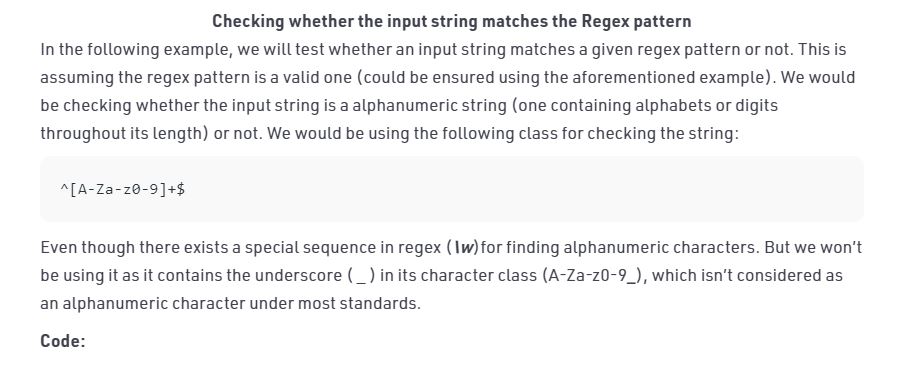 Checking whether the input string matches the Regex pattern
In the following example, we will test whether an input string matches a given regex pattern or not. This is
assuming the regex pattern is a valid one (could be ensured using the aforementioned example). We would
be checking whether the input string is a alphanumeric string (one containing alphabets or digits
throughout its length) or not. We would be using the following class for checking the string:
^[A-Za-z0-9]+$
Even though there exists a special sequence in regex (\w)for finding alphanumeric characters. But we won't
be using it as it contains the underscore ( _ ) in its character class (A-Za-z0-9_), which isn't considered as
an alphanumeric character under most standards.
Code: